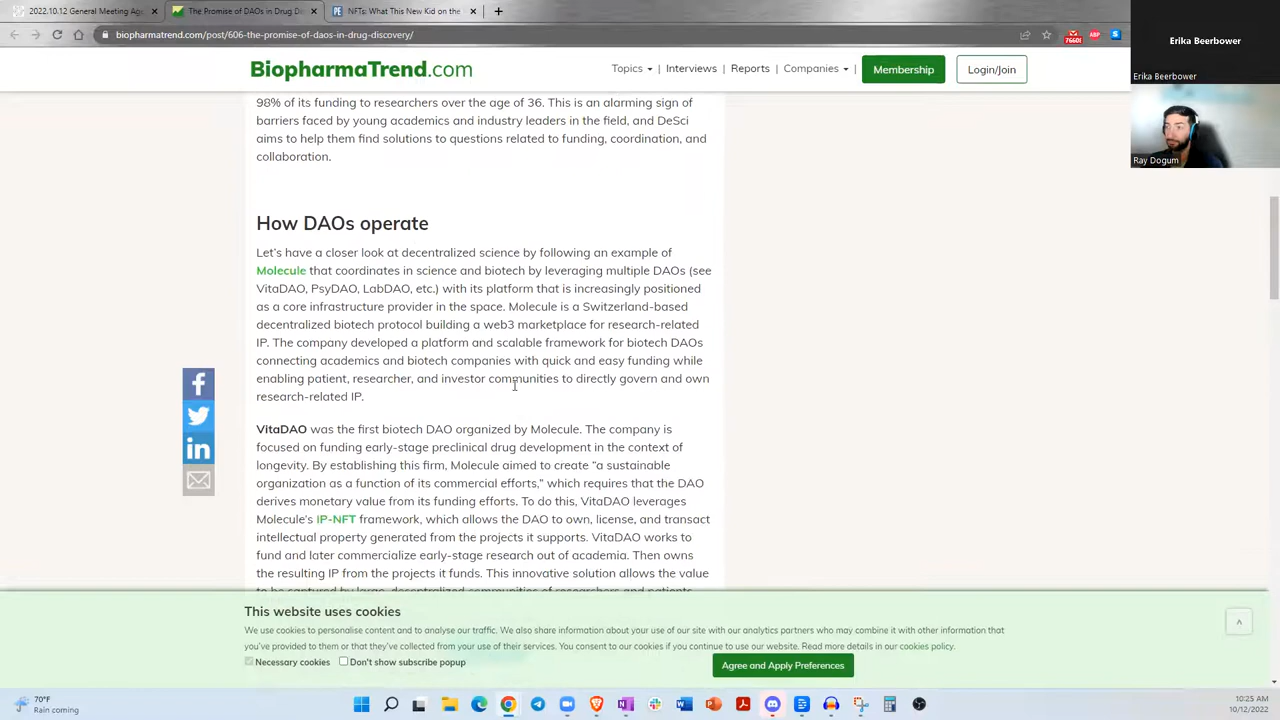 2022.10.12 General Meeting Age
The Promise of DAOs in Drug Dis
NFTs: What This New Kid on the
biopharmatrend.com/post/606-the-promise-of-daos-in-drug-discovery/
Erika Beerbower
Erika Beerbower
Ray Dogum
BiopharmaTrend.com
Topics | Interviews | Reports | Companies |
Membership
Login/Join
98% of its funding to researchers over the age of 36. This is an alarming sign of
barriers faced by young academics and industry leaders in the field, and DeSci
aims to help them find solutions to questions related to funding, coordination, and
collaboration.
How DAOs operate
Let's have a closer look at decentralized science by following an example of
Molecule that coordinates in science and biotech by leveraging multiple DAOs (see
VitaDAO, PsyDAO, LabDAO, etc.) with its platform that is increasingly positioned
as a core infrastructure provider in the space. Molecule is a Switzerland-based
decentralized biotech protocol building a web3 marketplace for research-related
IP. The company developed a platform and scalable framework for biotech DAOs
connecting academics and biotech companies with quick and easy funding while
enabling patient, researcher, and investor communities to directly govern and own
research-related IP.
VitaDAO was the first biotech DAO organized by Molecule. The company is
focused on funding early-stage preclinical drug development in the context of
longevity. By establishing this firm, Molecule aimed to create "a sustainable
organization as a function of its commercial efforts," which requires that the DAO
derives monetary value from its funding efforts. To do this, VitaDAO leverages
Molecule's IP-NFT framework, which allows the DAO to own, license, and transact
intellectual property generated from the projects it supports. VitaDAO works to
fund and later commercialize early-stage research out of academia. Then owns
the resulting IP from the projects it funds. This innovative solution allows the value
to be captured by large, decentralized communities of researchers and patients
This website uses cookies
We use cookies to personalise content and to analyse our traffic. We also share information about your use of our site with our analytics partners who may combine it with other information that
you've provided to them or that they've collected from your use of their services. You consent to our cookies if you continue to use our website. Read more details in our cookies policy.
Necessary cookies Don't show subscribe popup
Agree and Apply Preferences
70°F
Rain coming
10:25 AM
10/12/2022